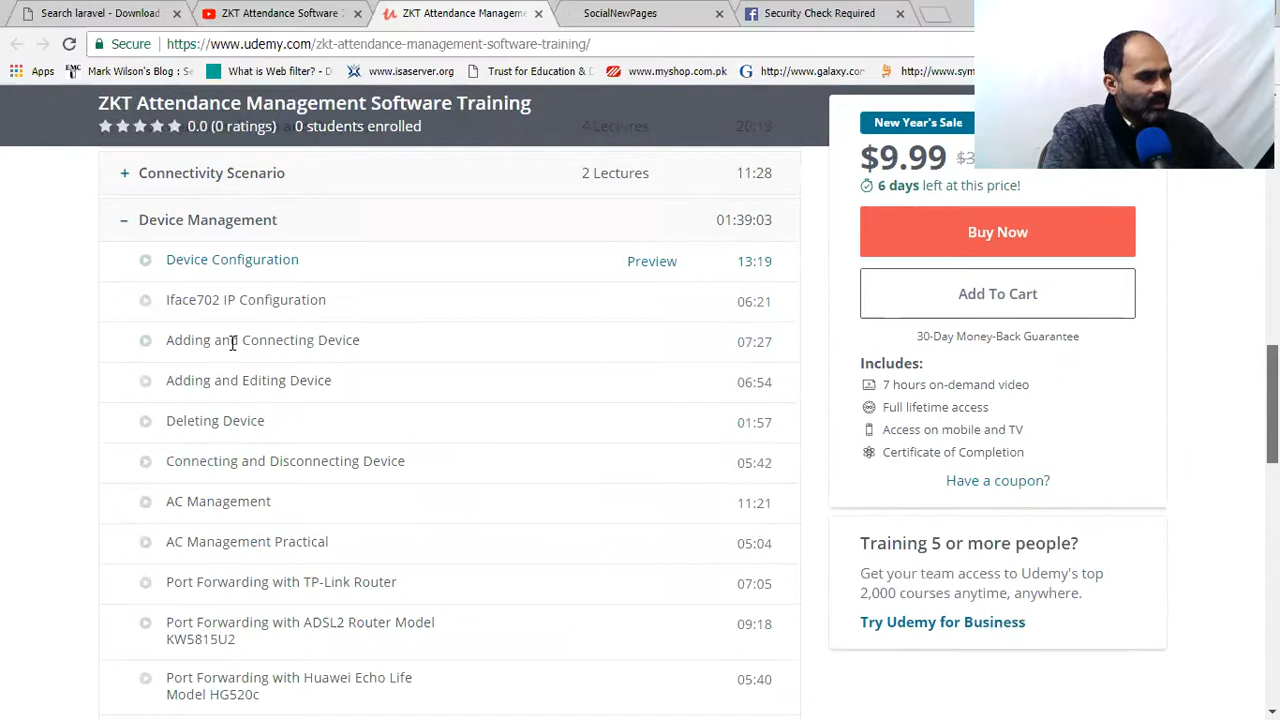 Search laravel - Download
ZKT Attendance Software
ZKT Attendance Manageme
SocialNewPages
Security Check Required
Secure
https://www.udemy.com/zkt-attendance-management-software-training/
Apps
Mark Wilson's Blog : S
What is Web filter? - D
www.isaserver.org
Trust for Education & D
www.myshop.com.pk
http://www.galaxy.com
http://www.sym
ZKT Attendance Management Software Training
0.0 (0 ratings) 0 students enrolled
4 Lectures 20:19
Connectivity Scenario 2 Lectures 11:28
Device Management 01:39:03
Device Configuration Preview 13:19
Iface702 IP Configuration 06:21
Adding and Connecting Device 07:27
Adding and Editing Device 06:54
Deleting Device 01:57
Connecting and Disconnecting Device 05:42
AC Management 11:21
AC Management Practical 05:04
Port Forwarding with TP-Link Router 07:05
Port Forwarding with ADSL2 Router Model
KW5815U2 09:18
Port Forwarding with Huawei Echo Life
Model HG520c 05:40
New Year's Sale
$9.99
6 days left at this price!
Buy Now
Add To Cart
30-Day Money-Back Guarantee
Includes:
7 hours on-demand video
Full lifetime access
Access on mobile and TV
Certificate of Completion
Have a coupon?
Training 5 or more people?
Get your team access to Udemy's top
2,000 courses anytime, anywhere.
Try Udemy for Business